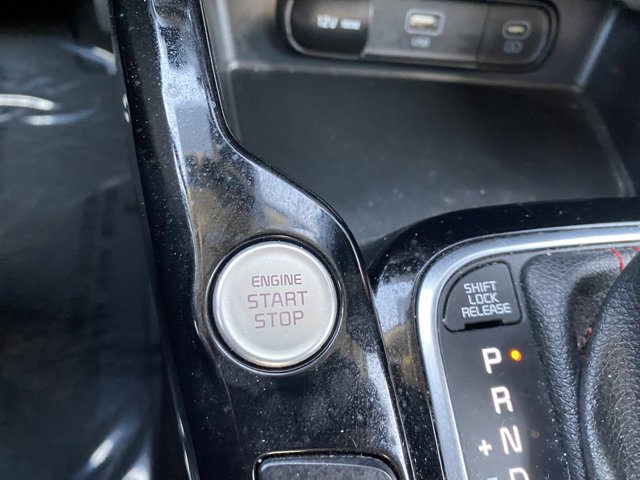 12V
ENGINE
START
STOP
SHIFT
LOCK
RELEASE
P
R
N
+
D